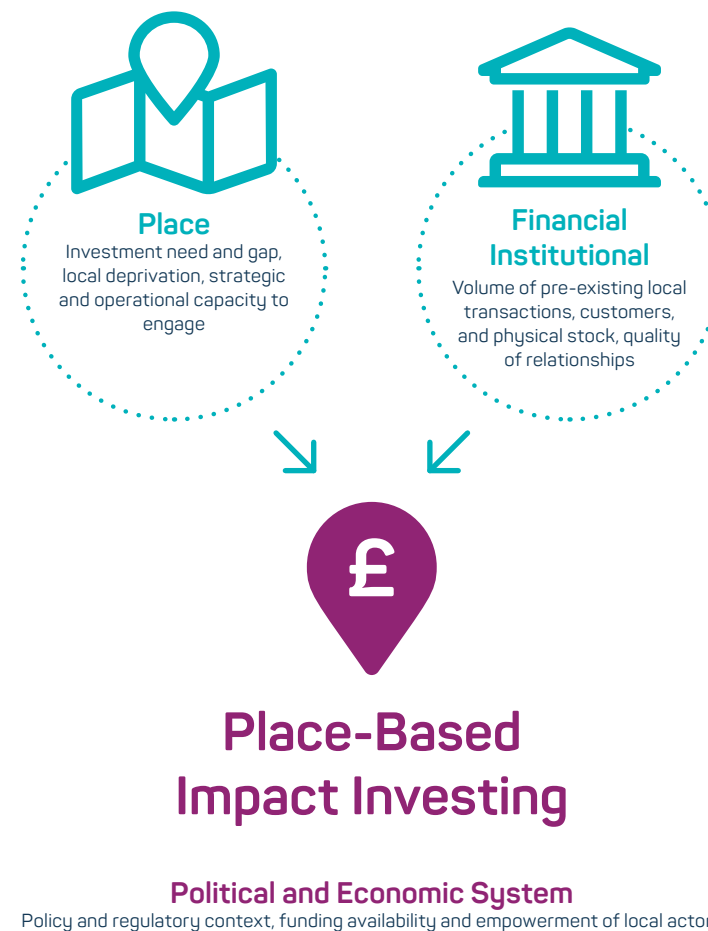 Place
Investment need and gap,
local deprivation, strategic
and operational capacity to
engage
Financial
Institutional
Volume of pre-existing local
transactions, customers,
and physical stock, quality
of relationships
£
Place-Based
Impact Investing
Political and Economic System
Policy and regulatory context, funding availability and empowerment of local